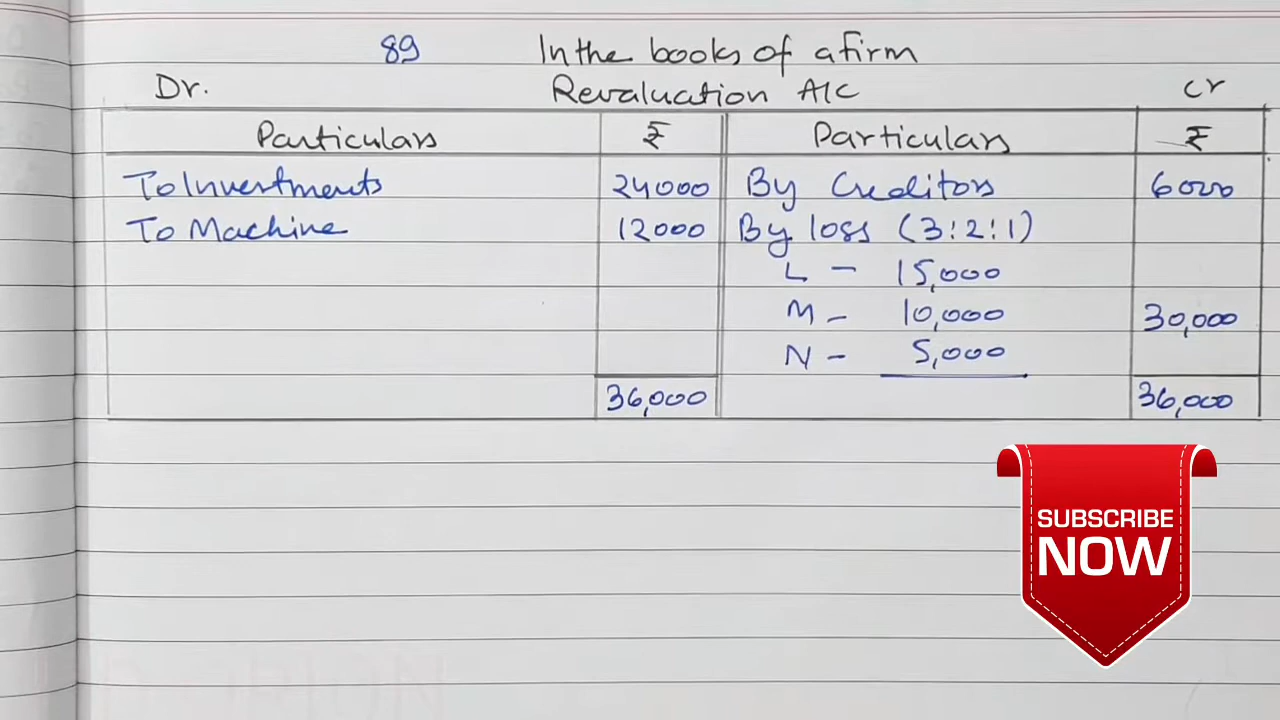 89 In the books of a firm
Dr. Revaluation A/C Cr
Particulars ₹ Particulars ₹
To Investments 24000 By Creditors 6000
To Machine 12000 By loss (3:2:1)
L - 15,000
M - 10,000 30,000
N - 5,000
36,000 36,000
SUBSCRIBE
NOW